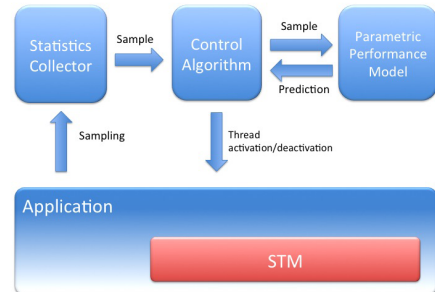 Statistics
Collector
Sample
Control
Algorithm
Sample
Prediction
Parametric
Performance
Model
Sampling
Thread
activation/deactivation
Application
STM